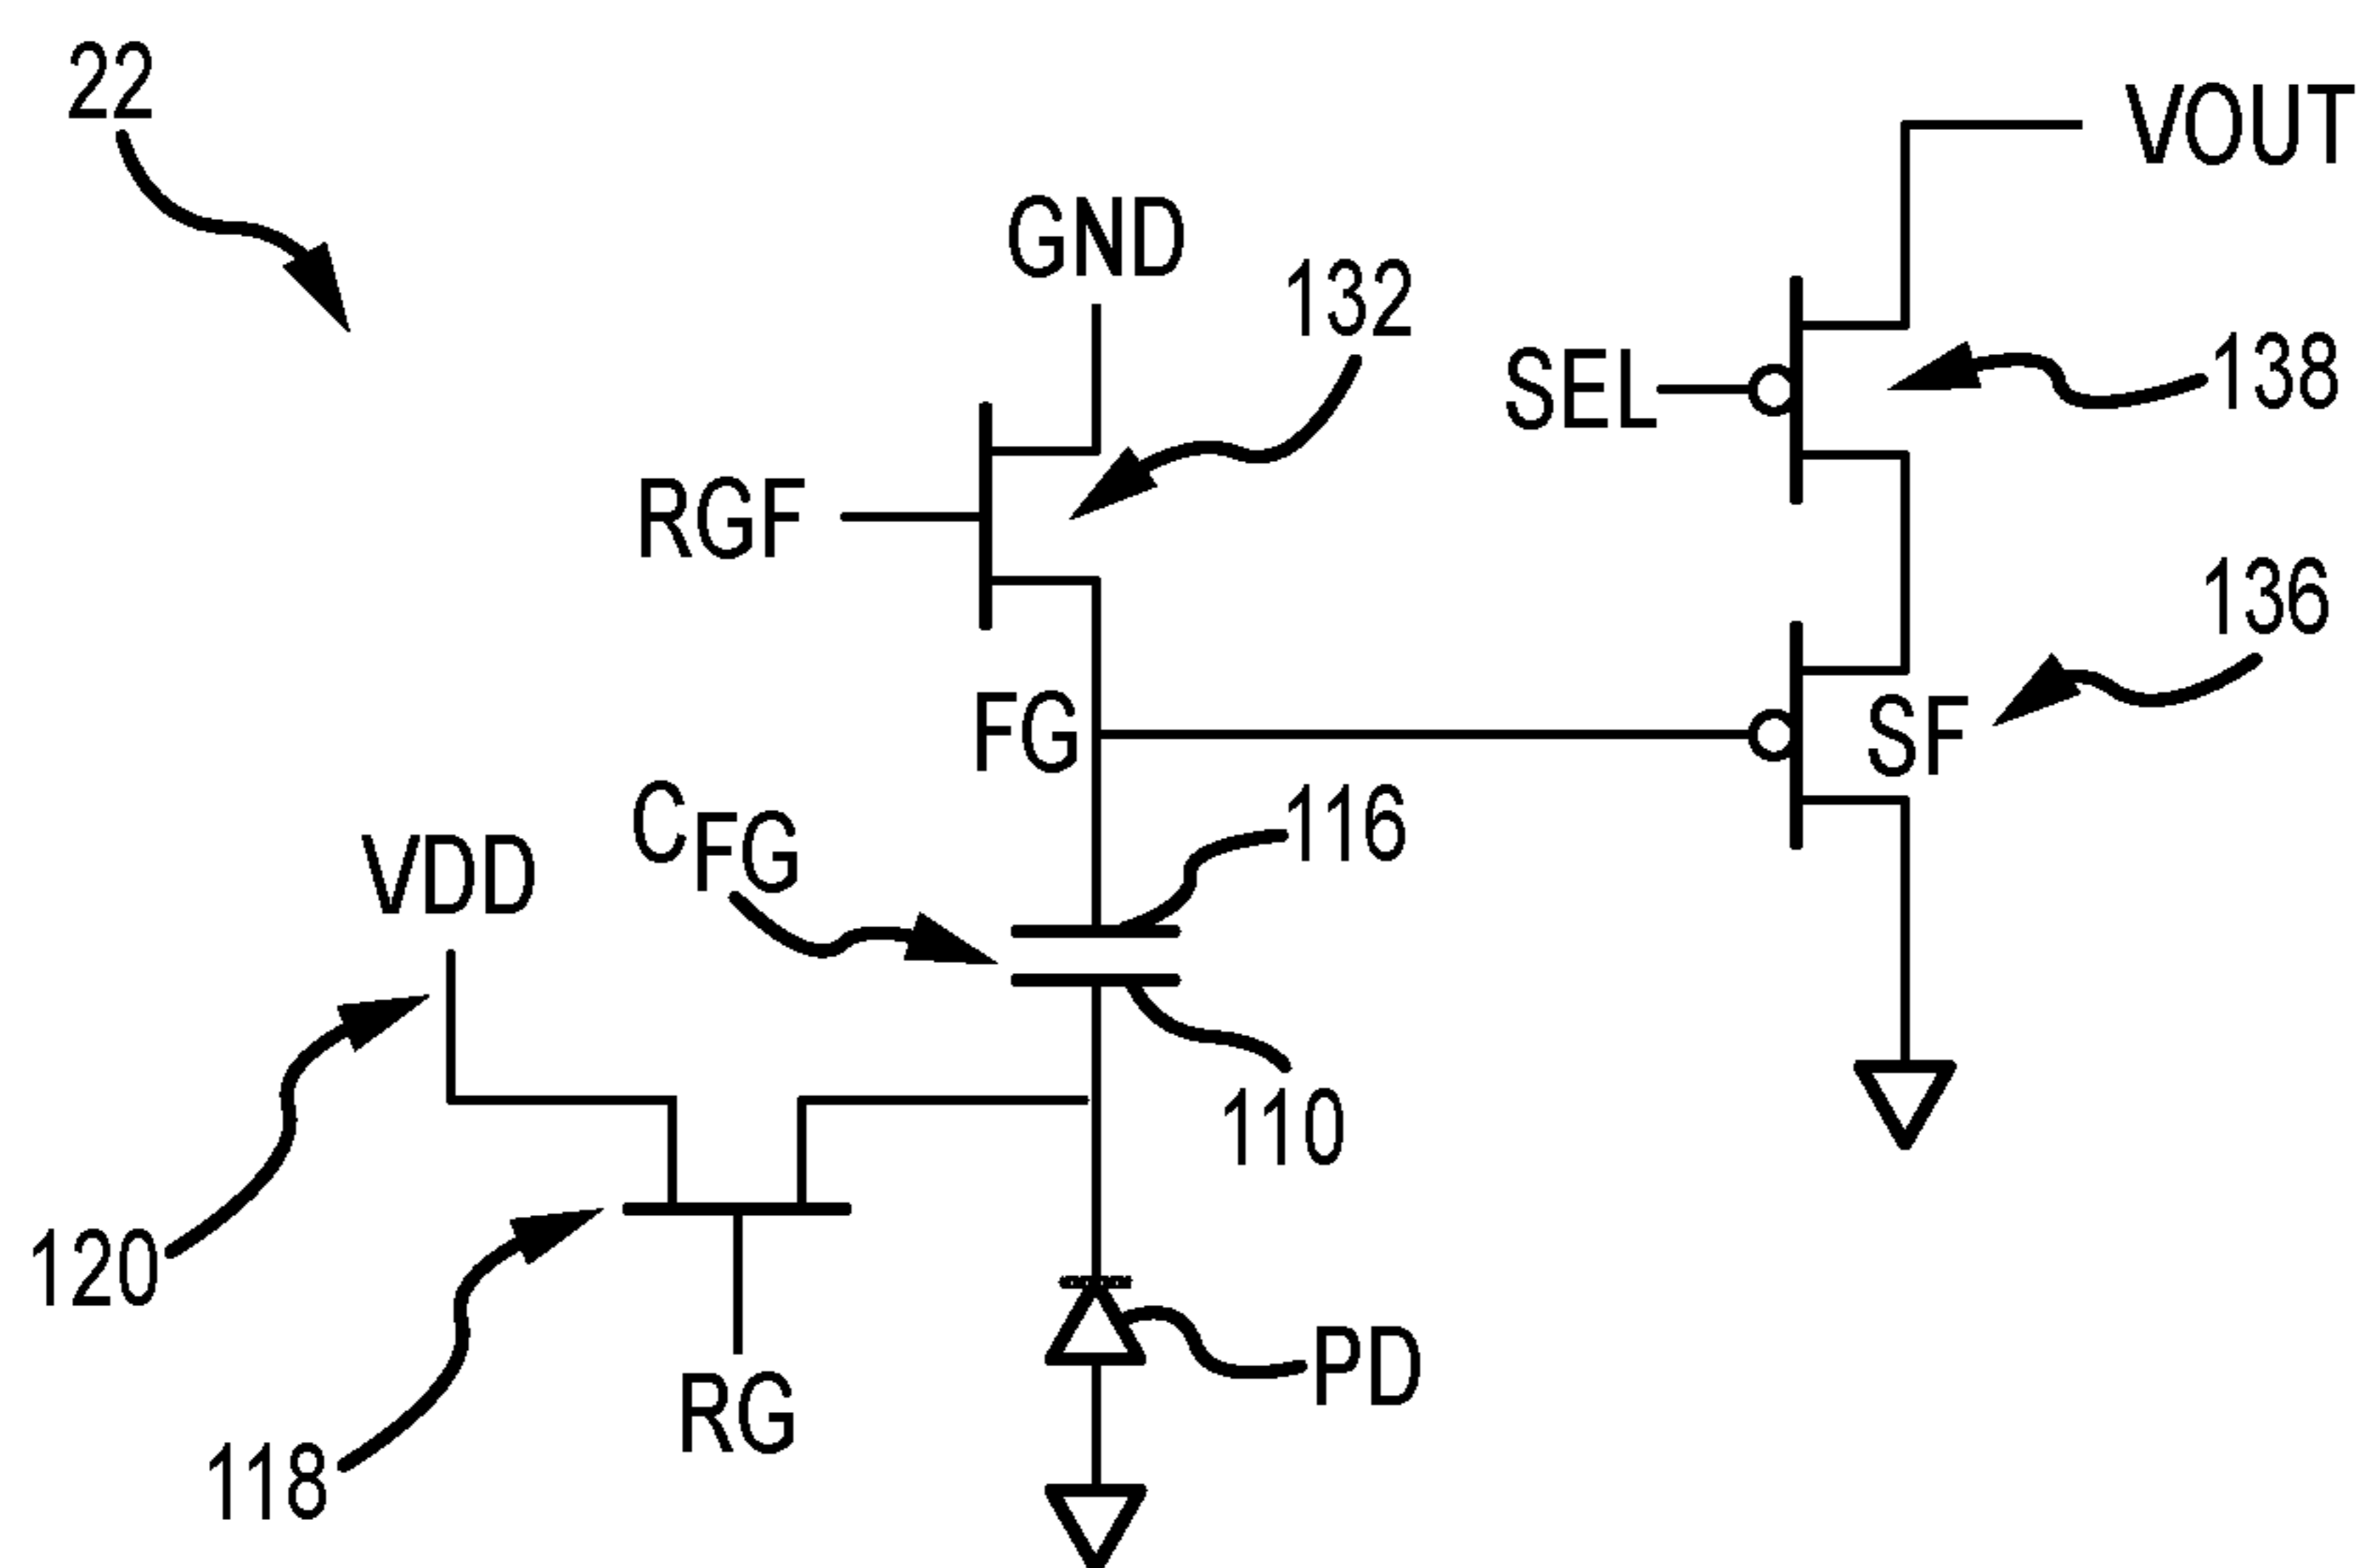 22
VOUT
GND
132
SEL
138
RGF
136
FG
SF
CFG
116
VDD
110
120
PD
RG
118